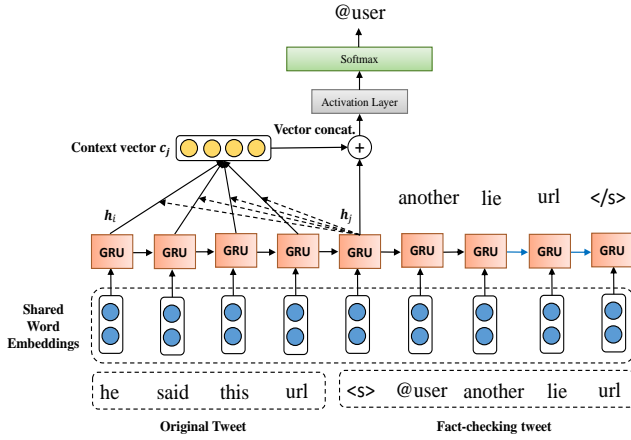 @user
Softmax
Activation Layer
Vector concat.
Context vector c_j
+
another lie url </s>
h_i h_j
GRU GRU GRU GRU GRU GRU GRU GRU GRU
Shared
Word
Embeddings
he said this url <s> @user another lie url
Original Tweet Fact-checking tweet